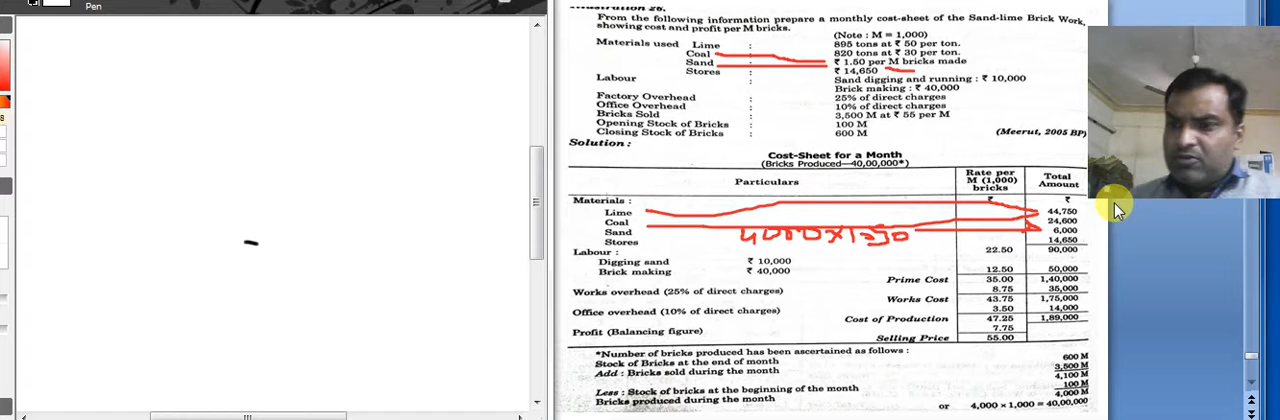 Pen
Illustration 26.
From the following information prepare a monthly cost-sheet of the Sand-lime Brick Work,
showing cost and profit per M bricks.
(Note : M = 1,000)
Materials used Lime : 895 tons at ₹ 50 per ton.
Coal : 820 tons at ₹ 30 per ton.
Sand : ₹ 1.50 per M bricks made
Stores : ₹ 14,650
Labour : Sand digging and running : ₹ 10,000
Brick making : ₹ 40,000
Factory Overhead : 25% of direct charges
Office Overhead : 10% of direct charges
Bricks Sold : 3,500 M at ₹ 55 per M
Opening Stock of Bricks : 100 M
Closing Stock of Bricks : 600 M (Meerut, 2005 BP)
Solution :
Cost-Sheet for a Month
(Bricks Produced—40,00,000*)
Particulars Rate per M (1,000) bricks Total Amount
₹ ₹
Materials :
Lime 44,750
Coal 24,600
Sand 4000×1.50 6,000
Stores 14,650
22.50 90,000
Labour :
Digging sand ₹ 10,000
Brick making ₹ 40,000 12.50 50,000
Prime Cost 35.00 1,40,000
Works overhead (25% of direct charges) 8.75 35,000
Works Cost 43.75 1,75,000
Office overhead (10% of direct charges) 3.50 14,000
Cost of Production 47.25 1,89,000
Profit (Balancing figure) 7.75
Selling Price 55.00
*Number of bricks produced has been ascertained as follows :
Stock of Bricks at the end of month 600 M
Add : Bricks sold during the month 3,500 M
4,100 M
Less : Stock of bricks at the beginning of the month 100 M
Bricks produced during the month 4,000 M
or 4,000 × 1,000 = 40,00,000